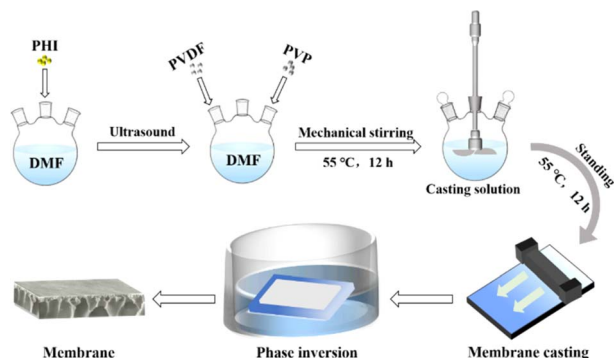 PHI
DMF
Ultrasound
PVDF
PVP
DMF
Mechanical stirring
55 ℃，12 h
Casting solution
Standing
55 ℃，12 h
Membrane casting
Phase inversion
Membrane